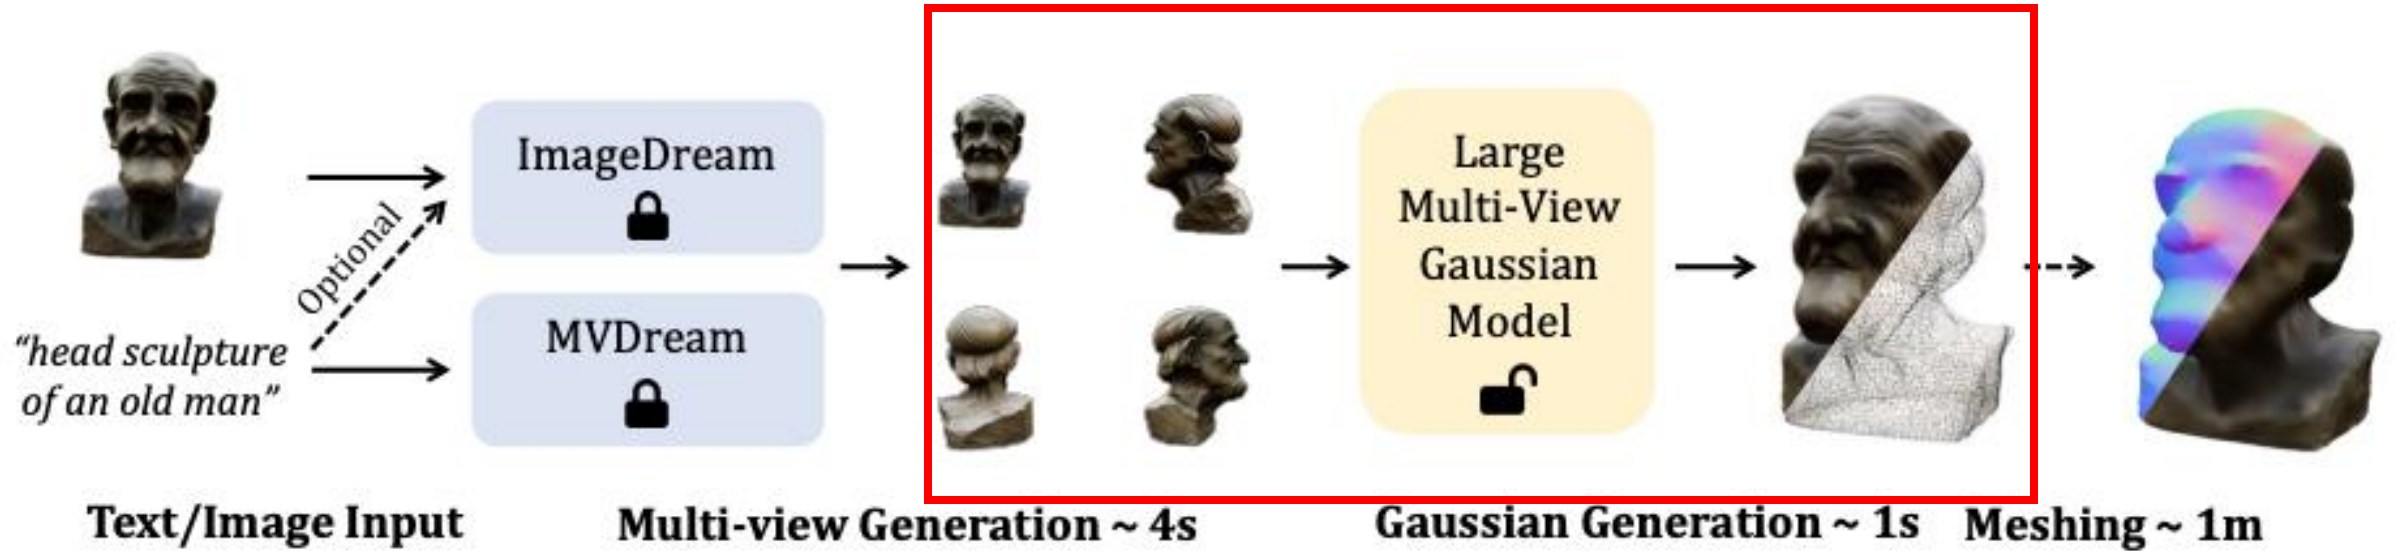 ImageDream
Optional
"head sculpture
of an old man"
MVDream
Large
Multi-View
Gaussian
Model
Text/Image Input
Multi-view Generation ~ 4s
Gaussian Generation ~ 1s
Meshing ~ 1m